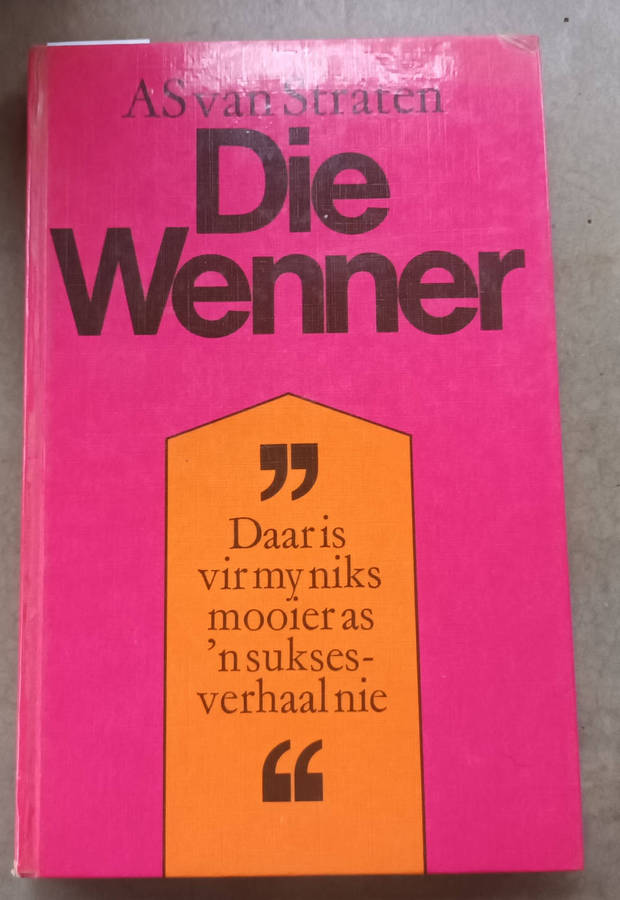 AS van Straten
Die
Wenner
”
Daar is
vir my niks
mooier as
’n sukses-
verhaal nie
“